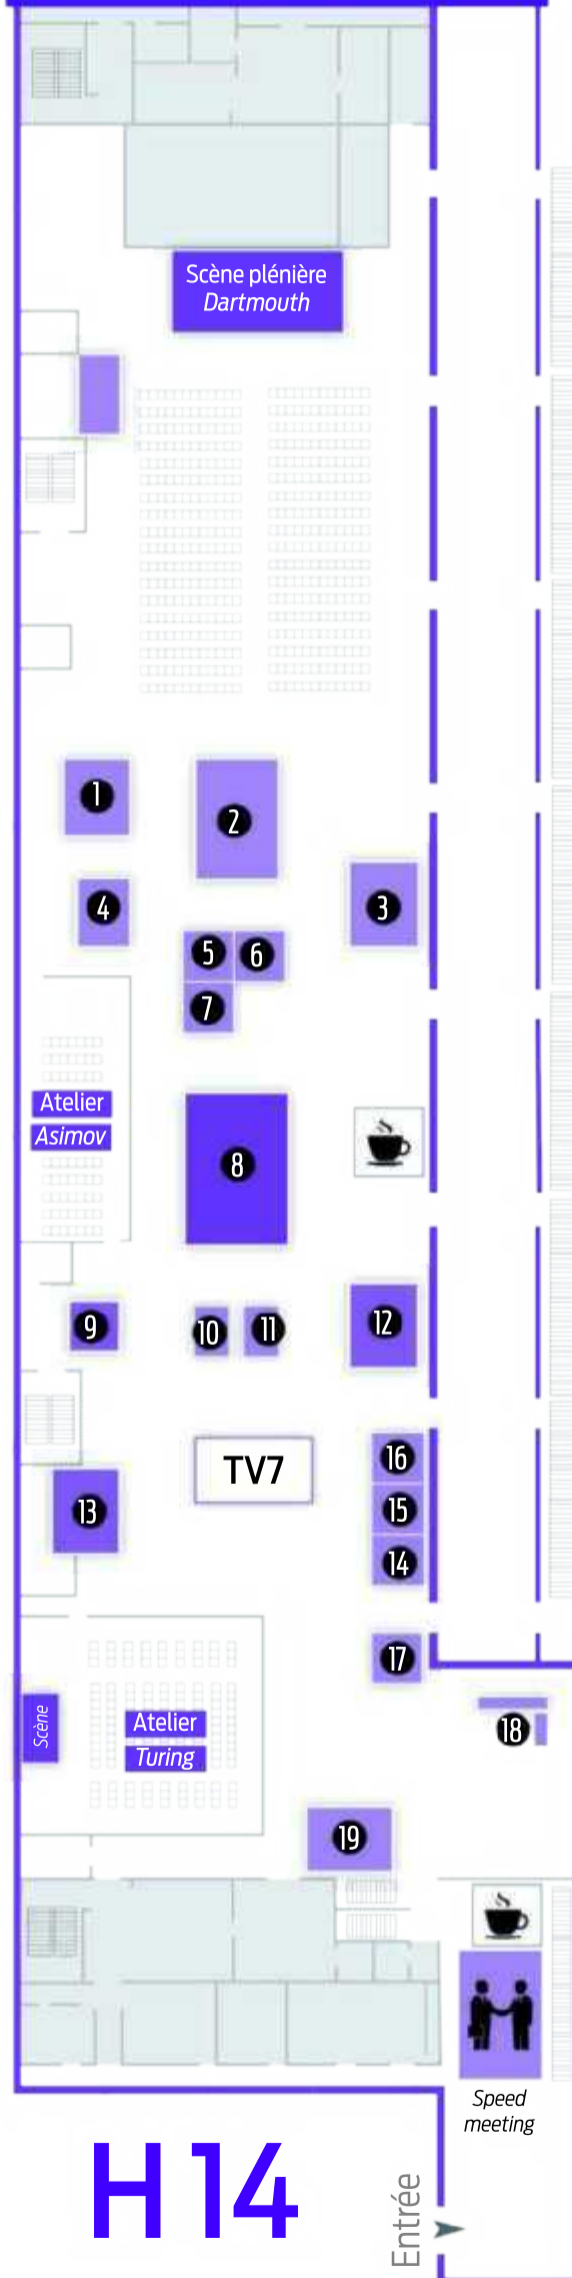 Scène plénière
Dartmouth
1
2
3
4
5
6
7
Atelier
Asimov
8
9
10
11
12
TV7
16
13
15
14
17
Scène
Atelier
Turing
18
19
Speed
meeting
H 14
Entrée